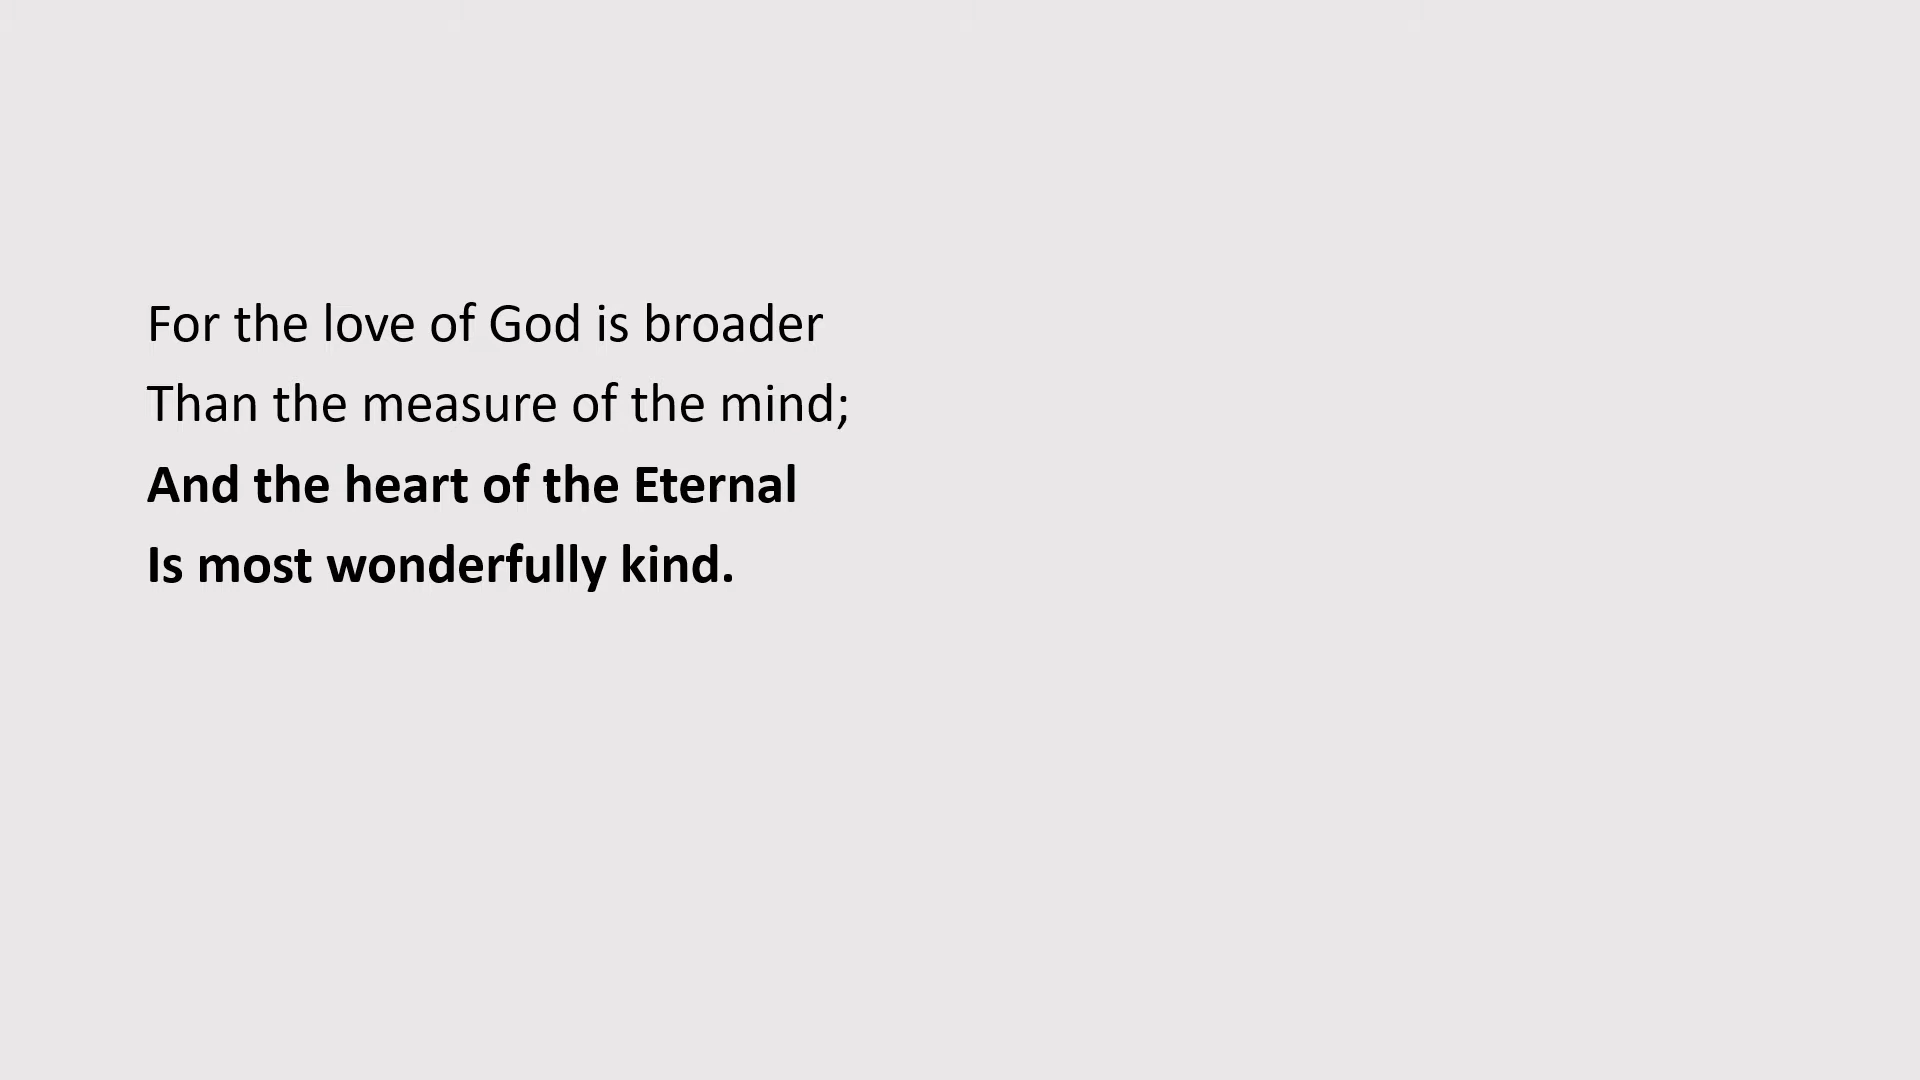 For the love of God is broader
Than the measure of the mind;
And the heart of the Eternal
Is most wonderfully kind.